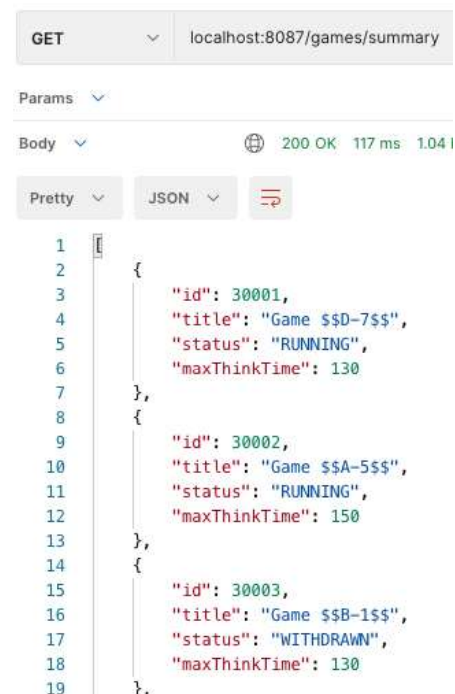 GET localhost:8087/games/summary
Params
Body 200 OK 117 ms 1.04
Pretty JSON
1 [
2 {
3 "id": 30001,
4 "title": "Game $$D-7$$",
5 "status": "RUNNING",
6 "maxThinkTime": 130
7 },
8 {
9 "id": 30002,
10 "title": "Game $$A-5$$",
11 "status": "RUNNING",
12 "maxThinkTime": 150
13 },
14 {
15 "id": 30003,
16 "title": "Game $$B-1$$",
17 "status": "WITHDRAWN",
18 "maxThinkTime": 130
19 },